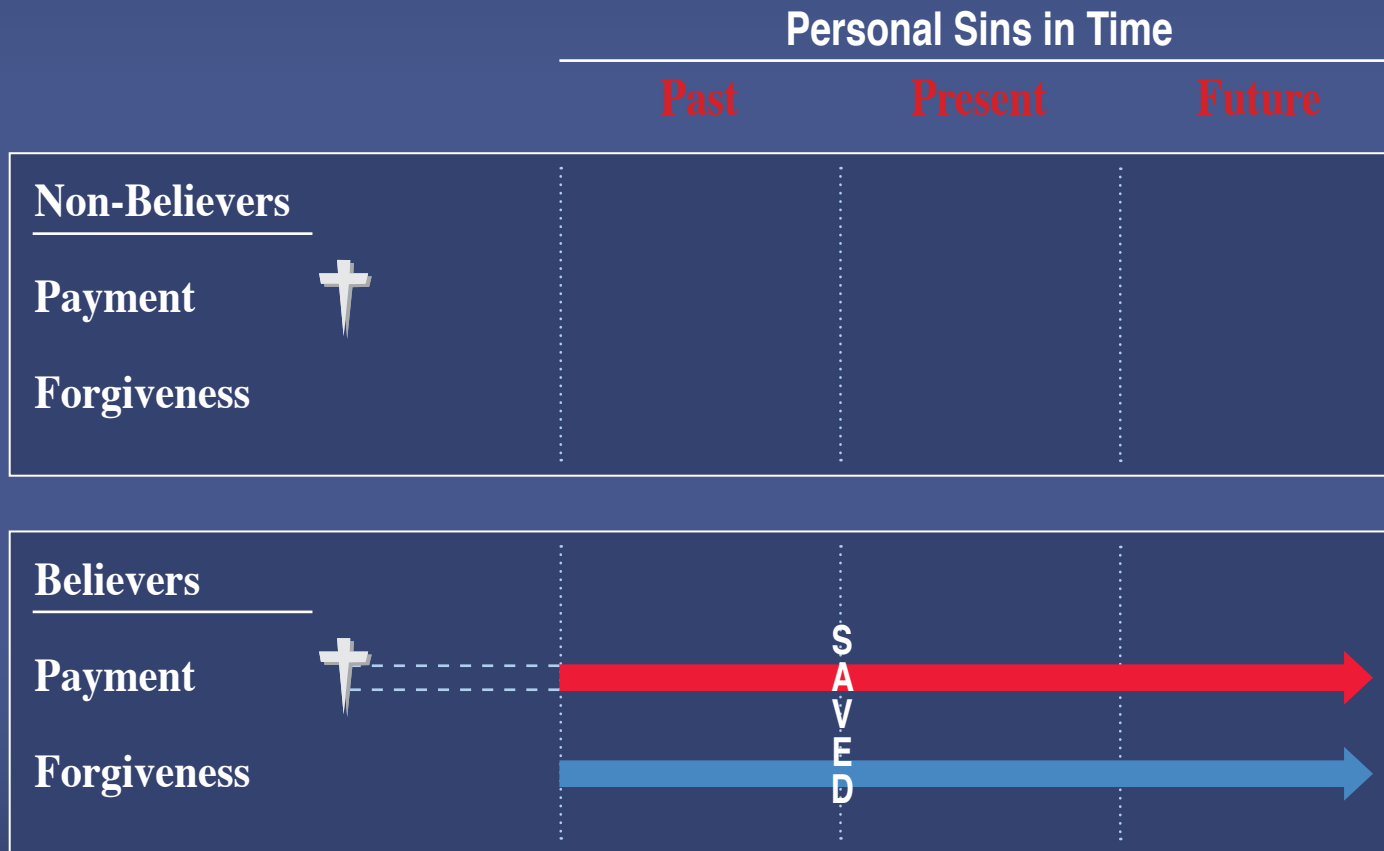 Personal Sins in Time
Past Present Future
Non-Believers
Payment
Forgiveness
Believers
Payment
Forgiveness
SAVED